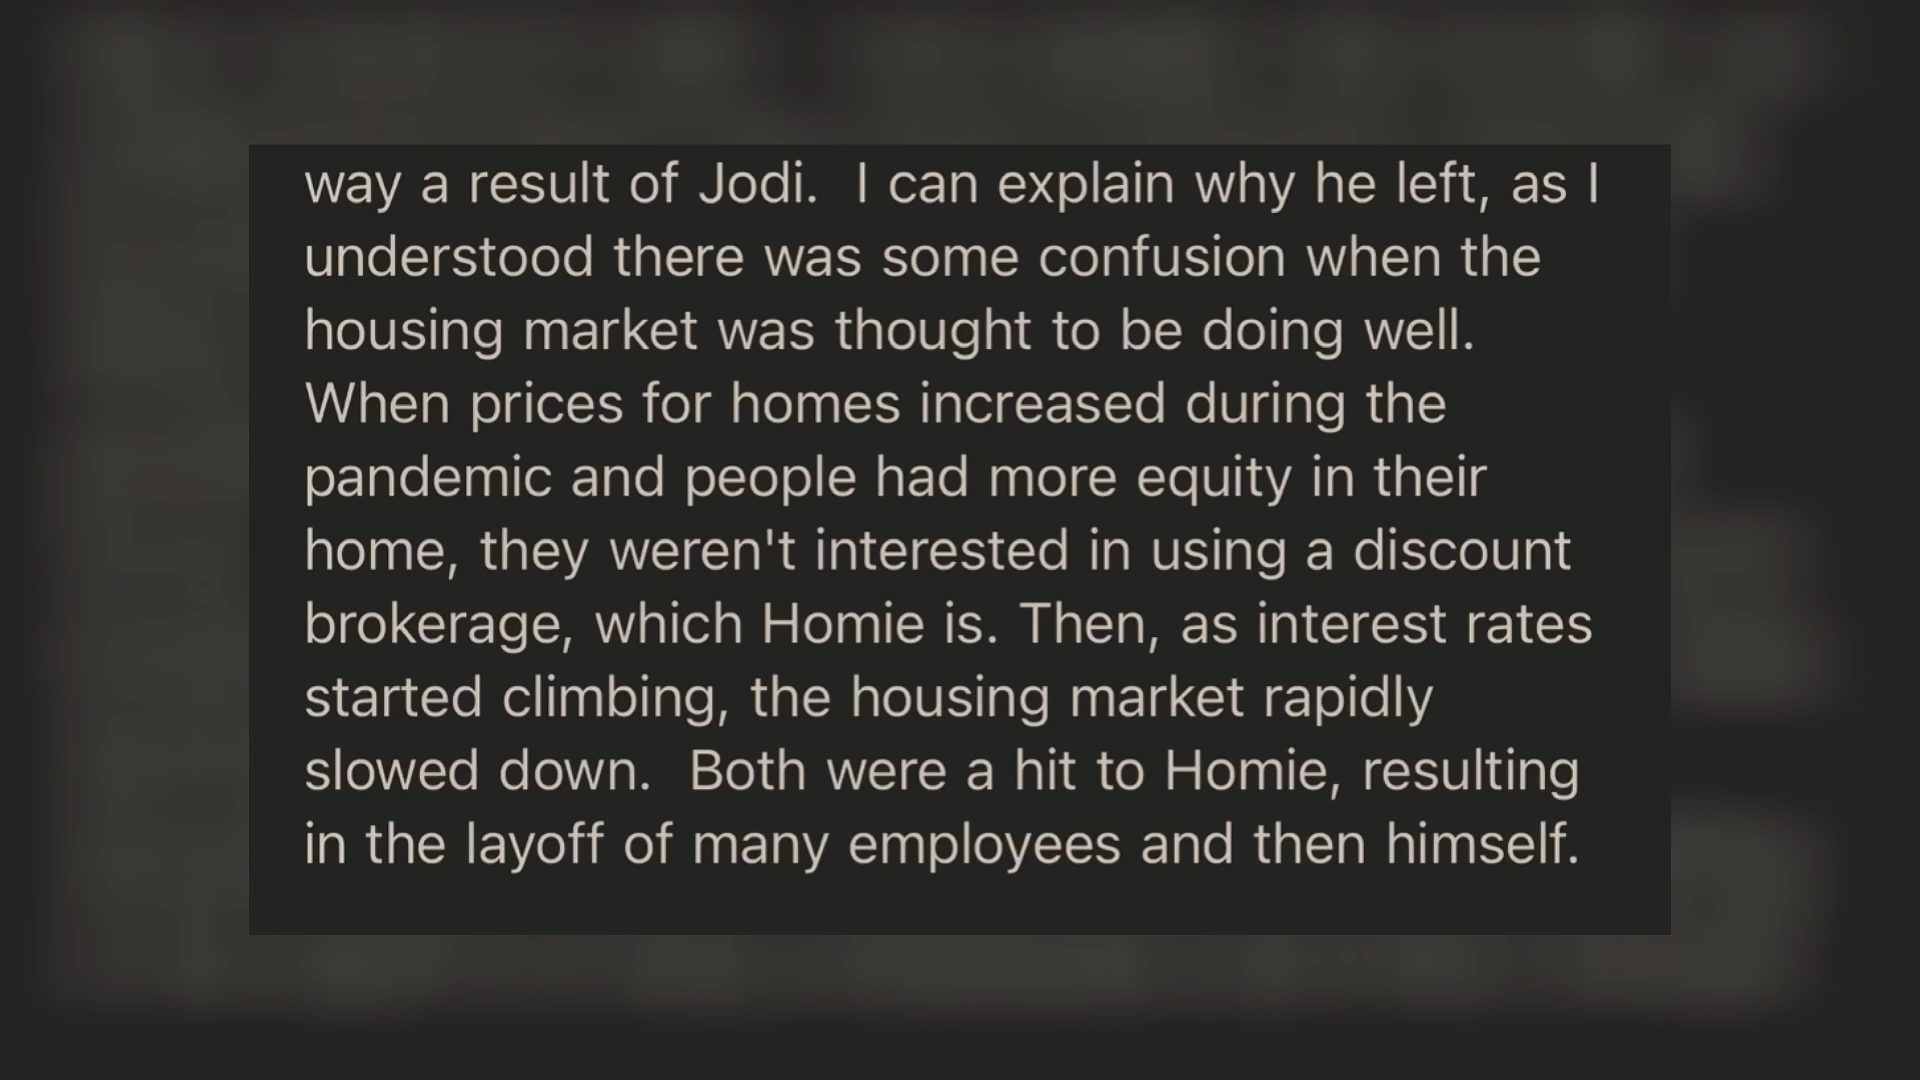 way a result of Jodi.  I can explain why he left, as I
understood there was some confusion when the
housing market was thought to be doing well.
When prices for homes increased during the
pandemic and people had more equity in their
home, they weren't interested in using a discount
brokerage, which Homie is. Then, as interest rates
started climbing, the housing market rapidly
slowed down.  Both were a hit to Homie, resulting
in the layoff of many employees and then himself.